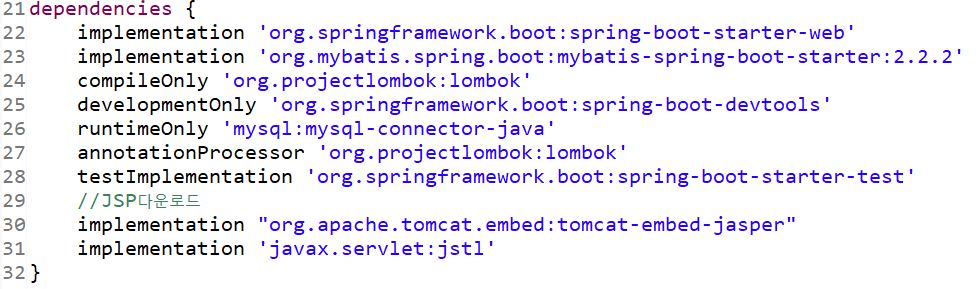 21 dependencies {
22     implementation 'org.springframework.boot:spring-boot-starter-web'
23     implementation 'org.mybatis.spring.boot:mybatis-spring-boot-starter:2.2.2'
24     compileOnly 'org.projectlombok:lombok'
25     developmentOnly 'org.springframework.boot:spring-boot-devtools'
26     runtimeOnly 'mysql:mysql-connector-java'
27     annotationProcessor 'org.projectlombok:lombok'
28     testImplementation 'org.springframework.boot:spring-boot-starter-test'
29     //JSP다운로드
30     implementation "org.apache.tomcat.embed:tomcat-embed-jasper"
31     implementation 'javax.servlet:jstl'
32 }